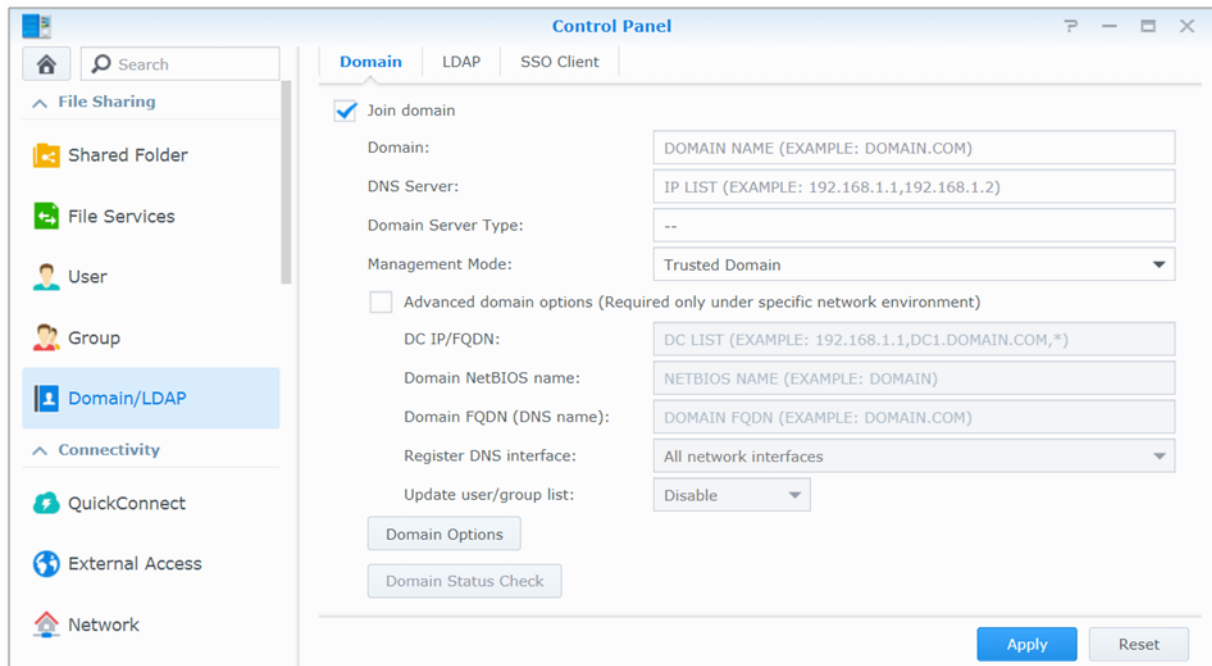 Control Panel
Search
Domain LDAP SSO Client
File Sharing
Shared Folder
File Services
User
Group
Domain/LDAP
Connectivity
QuickConnect
External Access
Network
Join domain
Domain: DOMAIN NAME (EXAMPLE: DOMAIN.COM)
DNS Server: IP LIST (EXAMPLE: 192.168.1.1,192.168.1.2)
Domain Server Type: --
Management Mode: Trusted Domain
Advanced domain options (Required only under specific network environment)
DC IP/FQDN: DC LIST (EXAMPLE: 192.168.1.1,DC1.DOMAIN.COM,*)
Domain NetBIOS name: NETBIOS NAME (EXAMPLE: DOMAIN)
Domain FQDN (DNS name): DOMAIN FQDN (EXAMPLE: DOMAIN.COM)
Register DNS interface: All network interfaces
Update user/group list: Disable
Domain Options
Domain Status Check
Apply Reset